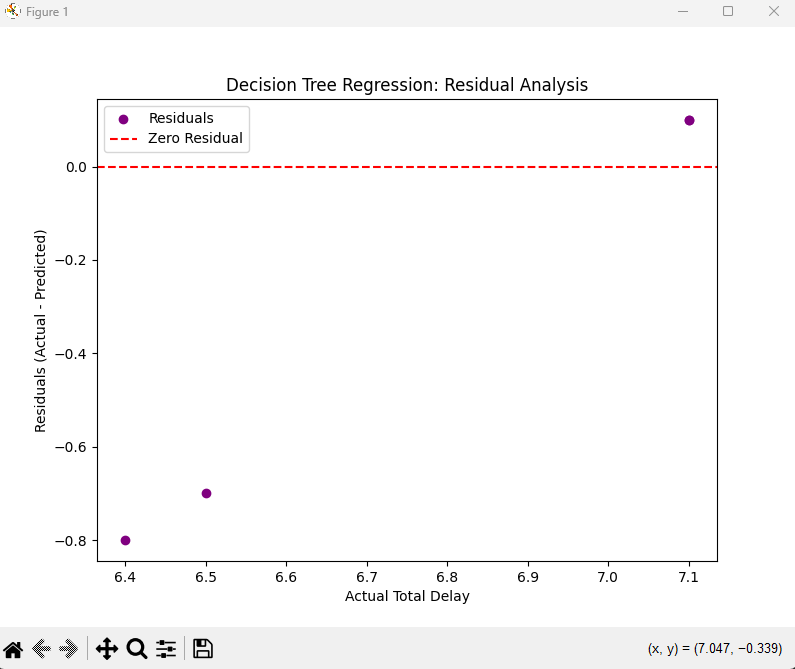 Figure 1
Decision Tree Regression: Residual Analysis
Residuals
Zero Residual
0.0
−0.2
−0.4
−0.6
−0.8
Residuals (Actual - Predicted)
6.4 6.5 6.6 6.7 6.8 6.9 7.0 7.1
Actual Total Delay
(x, y) = (7.047, −0.339)